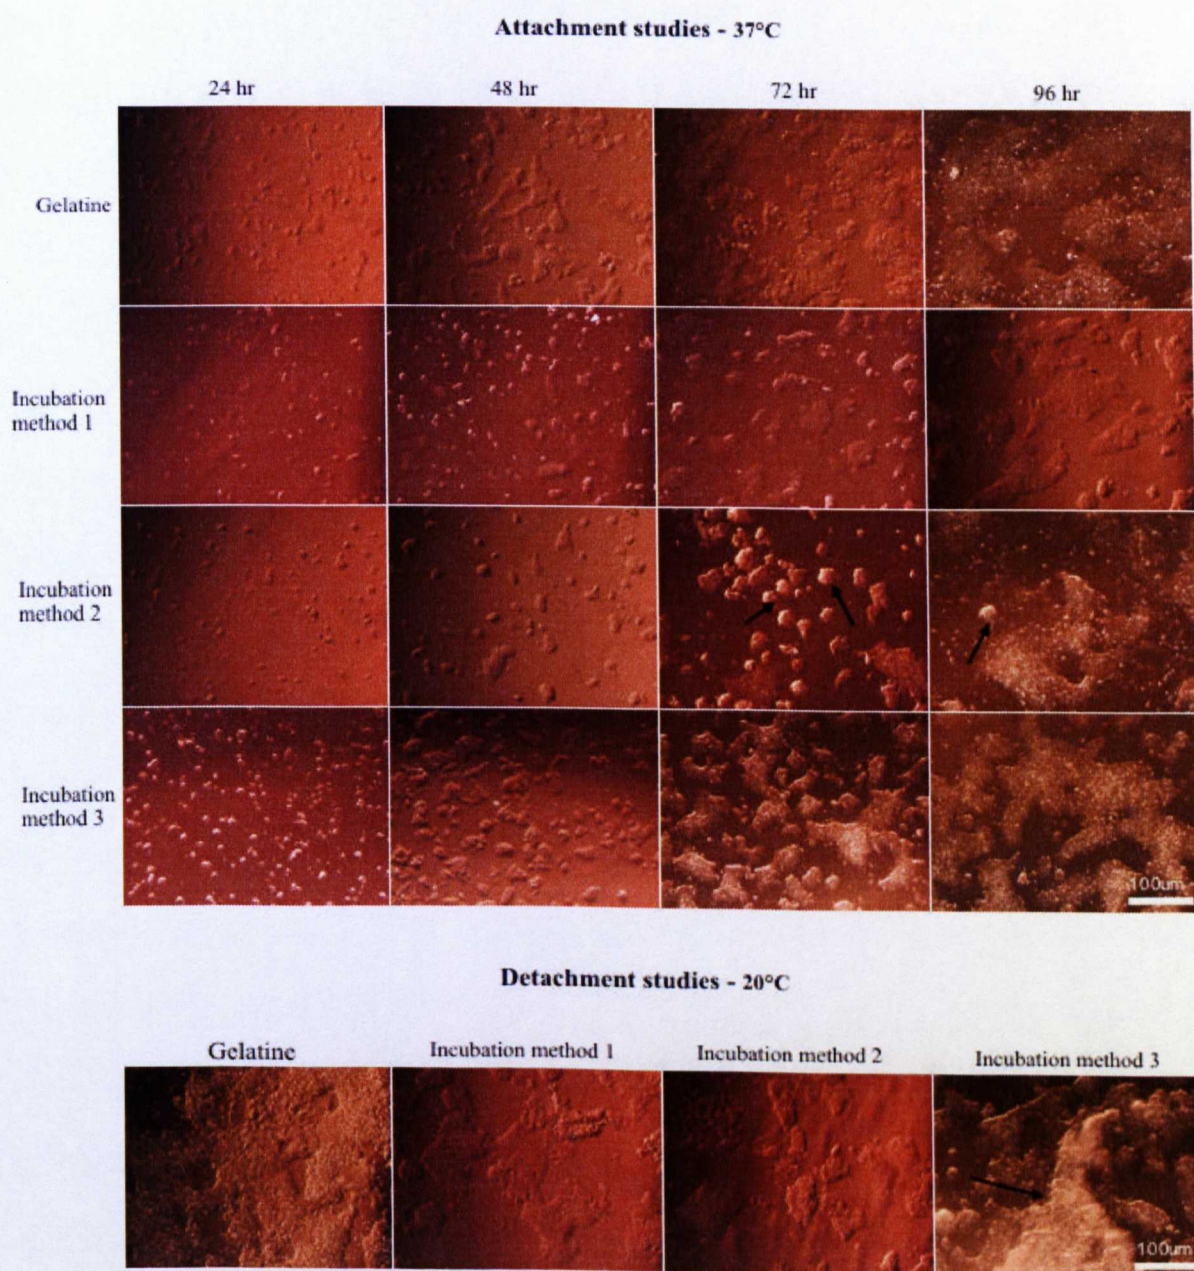 Attachment studies - 37°C
24 hr
48 hr
72 hr
96 hr
Gelatine
Incubation
method 1
Incubation
method 2
Incubation
method 3
100um
Detachment studies - 20°C
Gelatine
Incubation method 1
Incubation method 2
Incubation method 3
100um